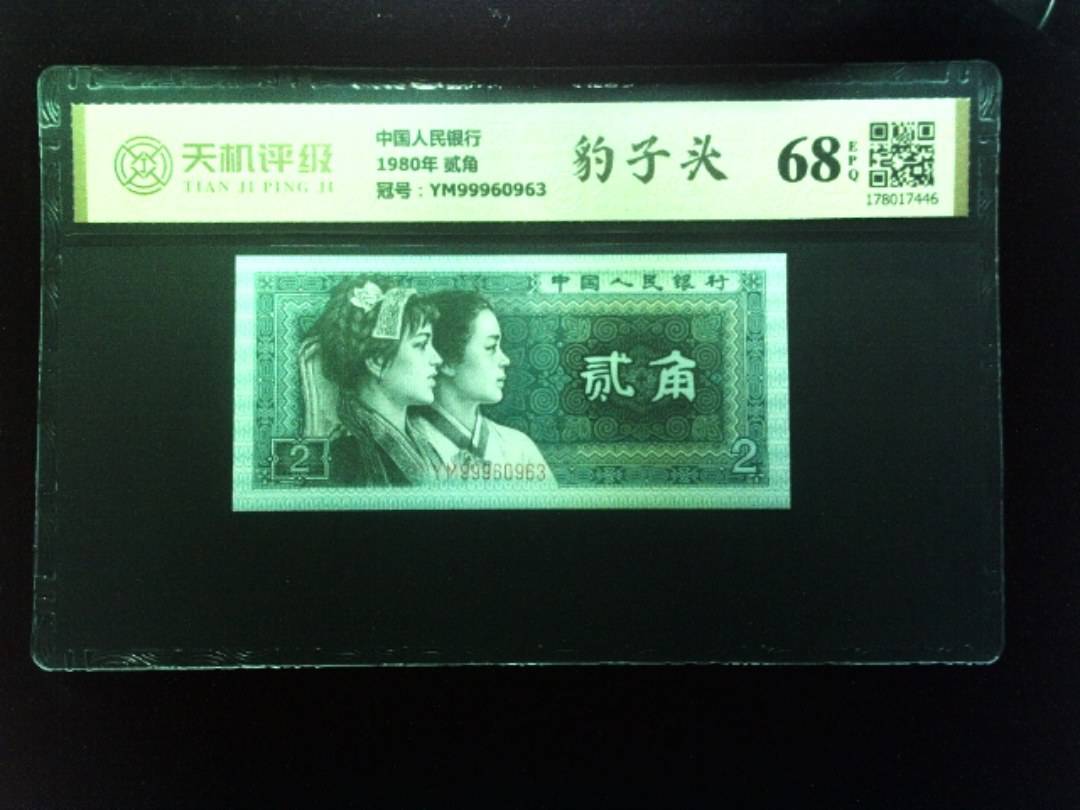 天机评级
TIAN JI PING JI
中国人民银行
1980年 贰角
冠号：YM99960963
豹子头
68
EPQ
178017446
中国人民银行
贰角
2
YM99960963
2